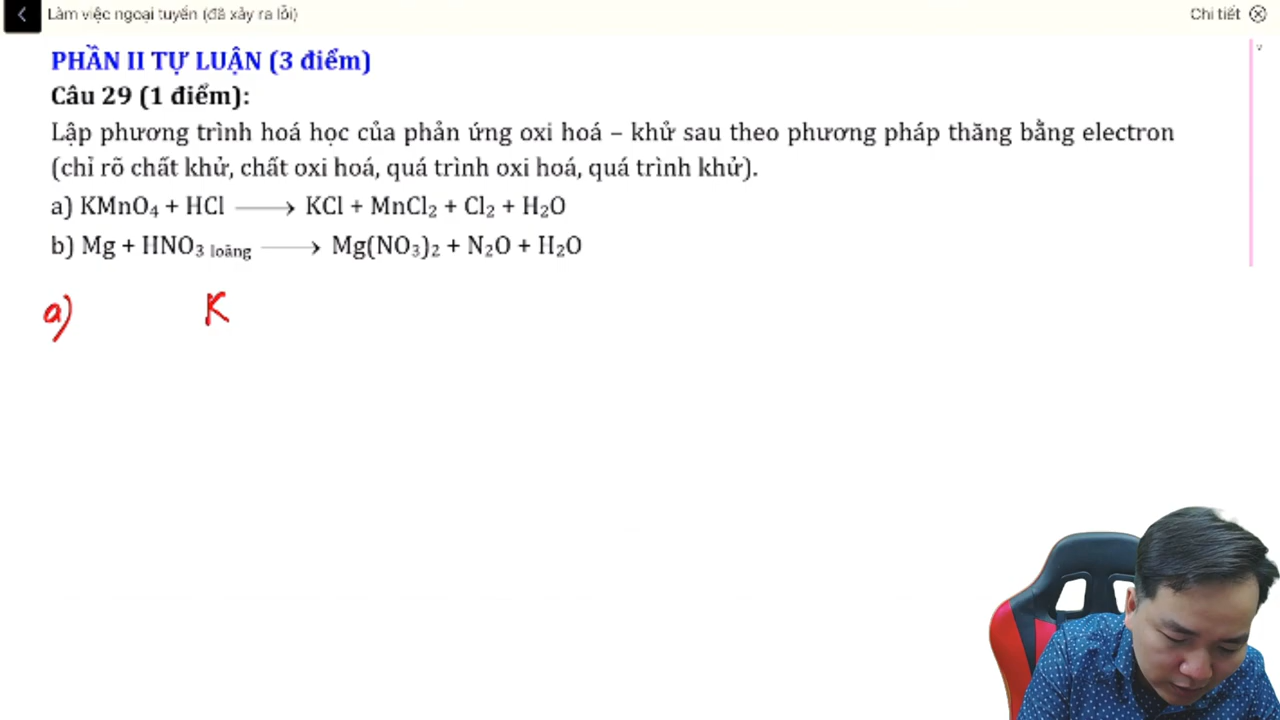 Làm việc ngoại tuyến (đã xảy ra lỗi)
Chi tiết
PHẦN II TỰ LUẬN (3 điểm)
Câu 29 (1 điểm):
Lập phương trình hoá học của phản ứng oxi hoá – khử sau theo phương pháp thăng bằng electron
(chỉ rõ chất khử, chất oxi hoá, quá trình oxi hoá, quá trình khử).
a) KMnO₄ + HCl ⟶ KCl + MnCl₂ + Cl₂ + H₂O
b) Mg + HNO₃ loãng ⟶ Mg(NO₃)₂ + N₂O + H₂O
a) K